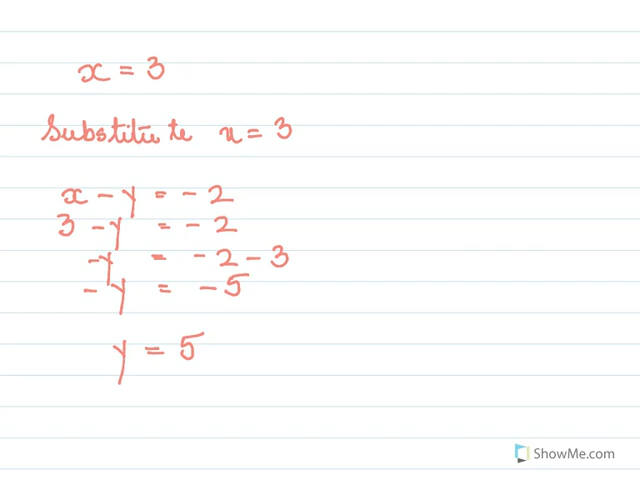 x = 3
Substitute x = 3
x - y = - 2
3 - y = - 2
-y = - 2 - 3
- y = - 5
y = 5
ShowMe.com